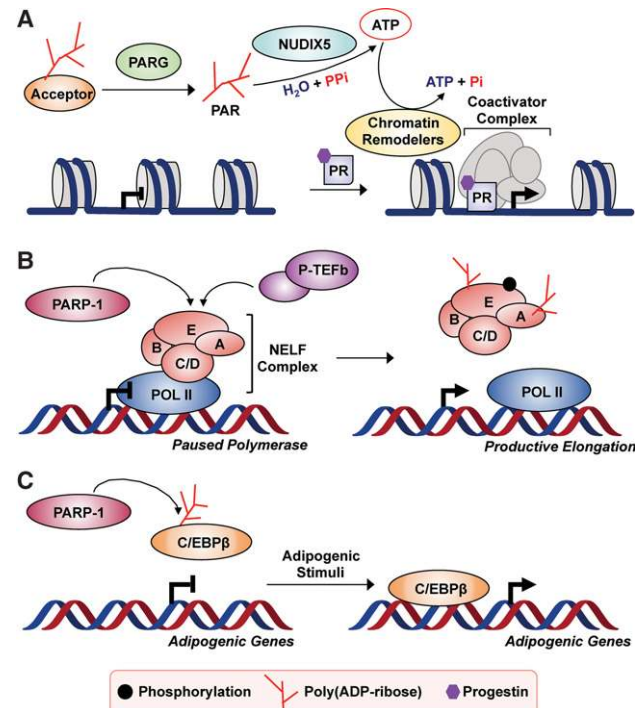 A
Acceptor
PARG
PAR
NUDIX5
H2O + PPi
ATP
ATP + Pi
Chromatin
Remodelers
Coactivator
Complex
PR
PR
B
PARP-1
P-TEFb
E
B
A
C/D
POL II
NELF
Complex
Paused Polymerase
E
B
A
C/D
POL II
Productive Elongation
C
PARP-1
C/EBPβ
Adipogenic Genes
Adipogenic
Stimuli
C/EBPβ
Adipogenic Genes
Phosphorylation
Poly(ADP-ribose)
Progestin